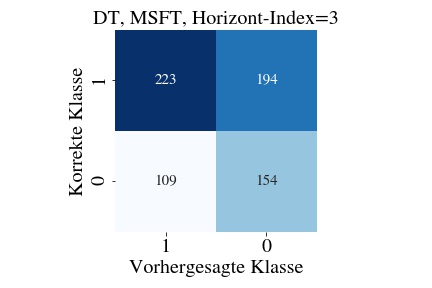 DT, MSFT, Horizont-Index=3
Korrekte Klasse
1
223
194
0
109
154
1
0
Vorhergesagte Klasse